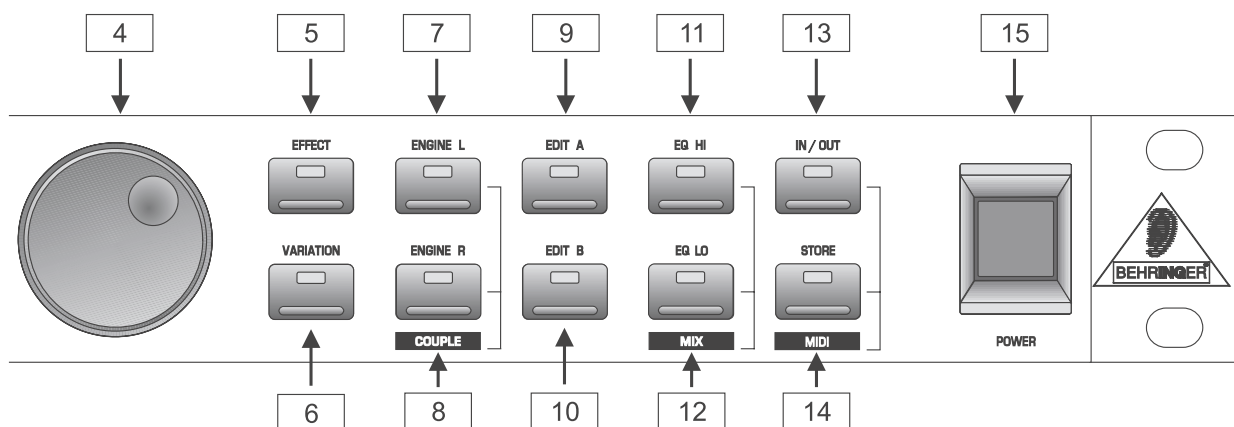 4 5 7 9 11 13 15
EFFECT ENGINE L EDIT A EQ HI IN/OUT
VARIATION ENGINE R EDIT B EQ LO STORE
BEHRINGER
COUPLE MIX MIDI POWER
6 8 10 12 14